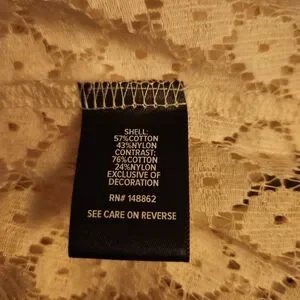 SHELL:
57%COTTON
43%NYLON
CONTRAST:
76%COTTON
24%NYLON
EXCLUSIVE OF
DECORATION
RN# 148862
SEE CARE ON REVERSE